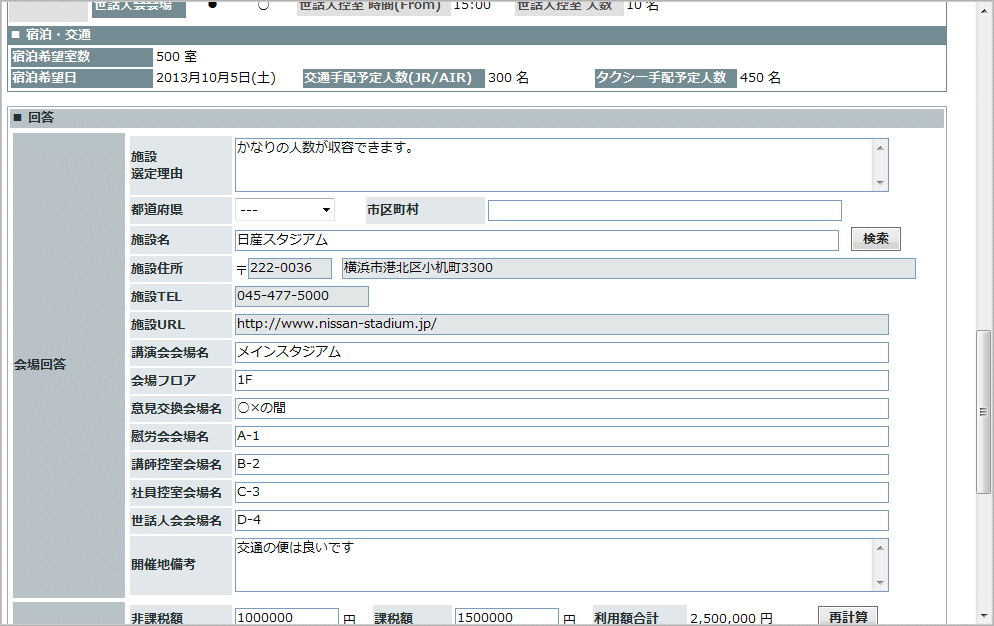 世話人会会場 ● ○ 世話人控室 時間(From) 15:00 世話人控室 人数 10 名
■ 宿泊・交通
宿泊希望室数 500 室
宿泊希望日 2013年10月5日(土) 交通手配予定人数(JR/AIR) 300 名 タクシー手配予定人数 450 名
■ 回答
会場回答
施設
選定理由 かなりの人数が収容できます。
都道府県 --- 市区町村
施設名 日産スタジアム 検索
施設住所 〒222-0036 横浜市港北区小机町3300
施設TEL 045-477-5000
施設URL http://www.nissan-stadium.jp/
講演会会場名 メインスタジアム
会場フロア 1F
意見交換会場名 ○×の間
慰労会会場名 A-1
講師控室会場名 B-2
社員控室会場名 C-3
世話人会会場名 D-4
開催地備考 交通の便は良いです
非課税額 1000000 円 課税額 1500000 円 利用額合計 2,500,000 円 再計算